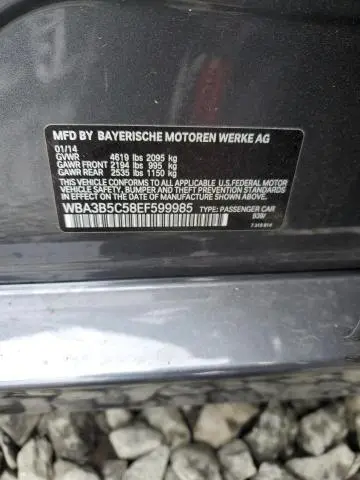 MFD BY BAYERISCHE MOTOREN WERKE AG
01/14
GVWR 4619 lbs 2095 kg
GAWR FRONT 2194 lbs 995 kg
GAWR REAR 2535 lbs 1150 kg
THIS VEHICLE CONFORMS TO ALL APPLICABLE U.S.FEDERAL MOTOR
VEHICLE SAFETY, BUMPER AND THEFT PREVENTION STANDARDS
IN EFFECT ON THE DATE OF MANUFACTURE SHOWN ABOVE.
WBA3B5C58EF599985 TYPE: PASSENGER CAR
B39/